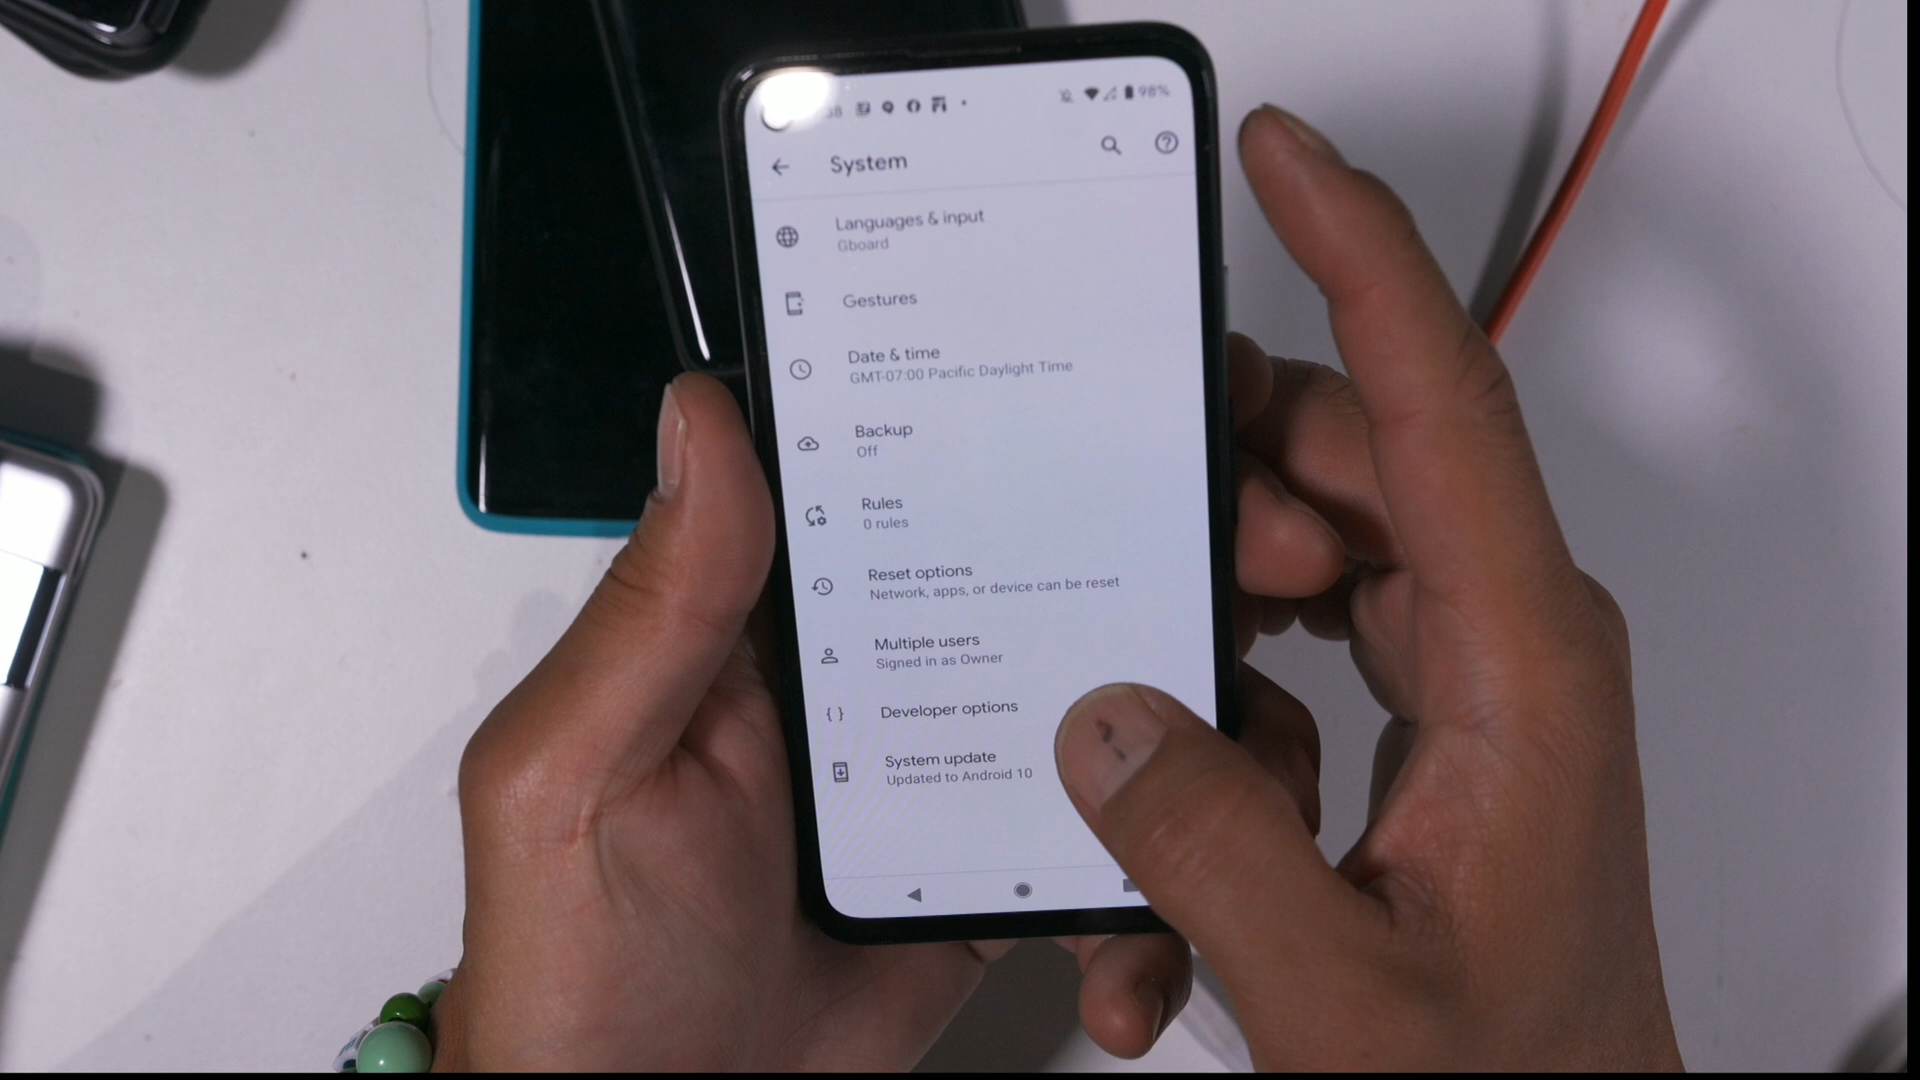 98%
System
Languages & input
Gboard
Gestures
Date & time
GMT-07:00 Pacific Daylight Time
Backup
Off
Rules
0 rules
Reset options
Network, apps, or device can be reset
Multiple users
Signed in as Owner
{ } Developer options
System update
Updated to Android 10